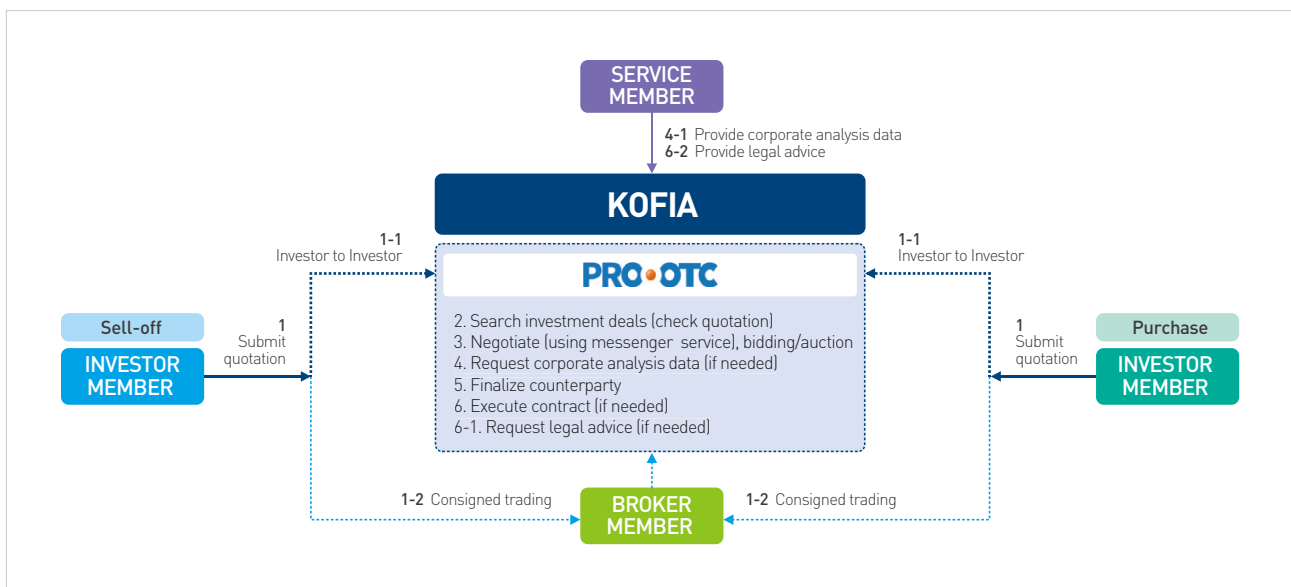 SERVICE
MEMBER
4-1 Provide corporate analysis data
6-2 Provide legal advice
KOFIA
1-1
Investor to Investor
1-1
Investor to Investor
PRO•OTC
2. Search investment deals (check quotation)
3. Negotiate (using messenger service), bidding/auction
4. Request corporate analysis data (if needed)
5. Finalize counterparty
6. Execute contract (if needed)
6-1. Request legal advice (if needed)
Sell-off
INVESTOR
MEMBER
1
Submit
quotation
1
Submit
quotation
Purchase
INVESTOR
MEMBER
1-2 Consigned trading
BROKER
MEMBER
1-2 Consigned trading